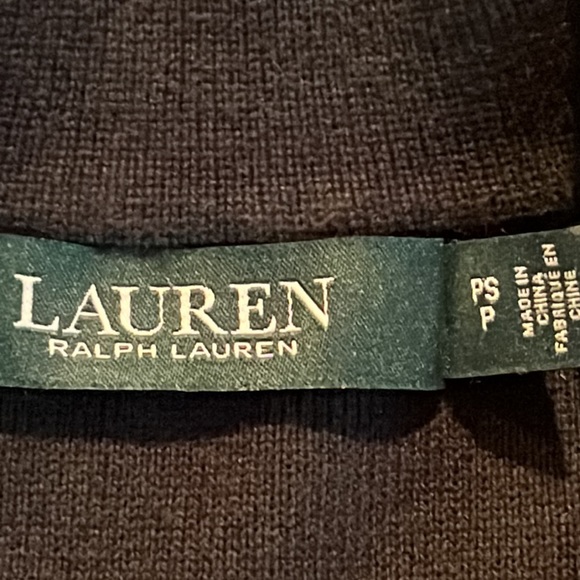 LAUREN
RALPH LAUREN
PS
P
MADE IN
CHINA
FABRIQUÉ EN
CHINE